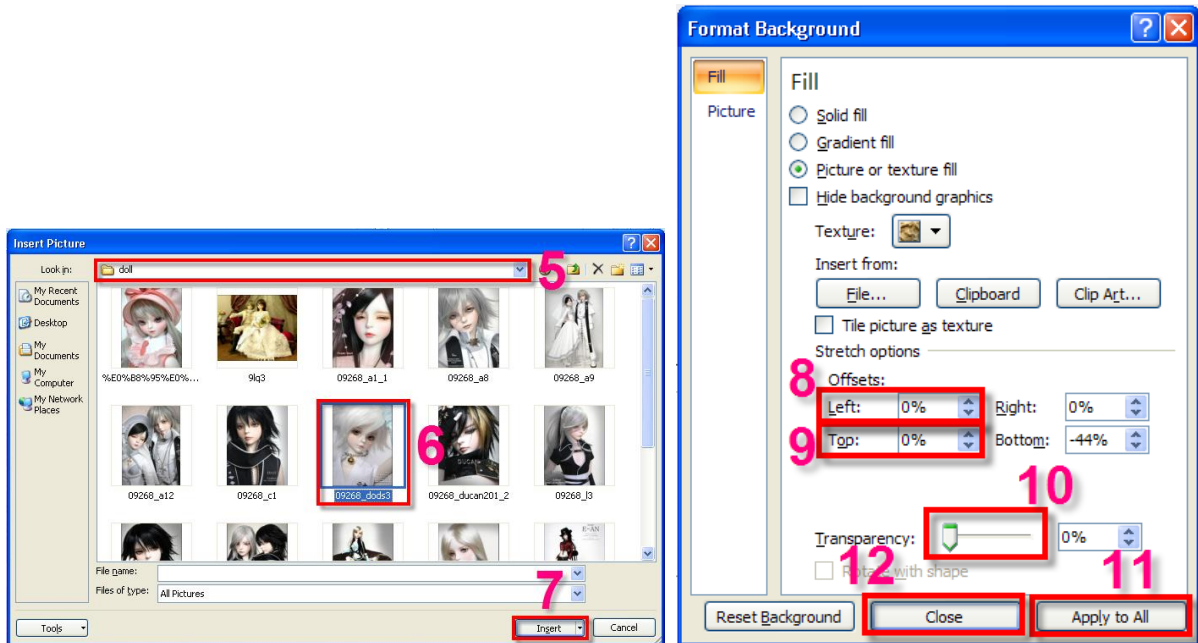 Insert Picture
Look in:
doll
5
My Recent
Documents
Desktop
My
Documents
My
Computer
My Network
Places
%E0%B8%95%E0%...
9lq3
09268_a1_1
09268_a8
09268_a9
6
09268_a12
09268_c1
09268_dods3
09268_ducan201_2
09268_l3
File name:
Files of type:
All Pictures
7
Tools
Insert
Cancel
Format Background
Fill
Picture
Fill
Solid fill
Gradient fill
Picture or texture fill
Hide background graphics
Texture:
Insert from:
File...
Clipboard
Clip Art...
Tile picture as texture
Stretch options
8
Offsets:
Left: 0% Right: 0%
9
Top: 0% Bottom: -44%
10
Transparency: 0%
12
Rotate with shape
11
Reset Background
Close
Apply to All